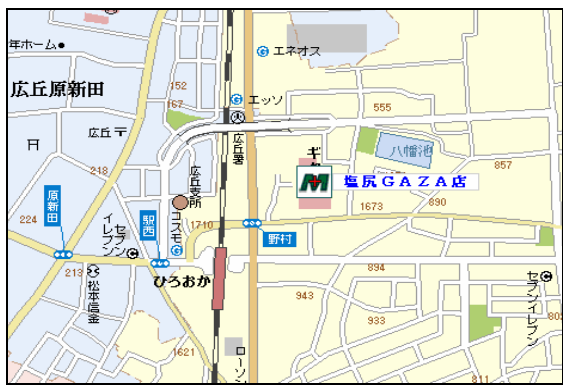 年ホーム
エネオス
152
広丘原新田
167
エッソ
555
広丘〒
広丘署
八幡池
ギ
857
218
広丘支所
塩尻GAZA店
原新田
224
駅西
コスモ
1710
1673
890
セブン
イレブン
野村
213
ひろおか
894
松本信金
943
セブンイレブン
805
933
1621
ローソン
811